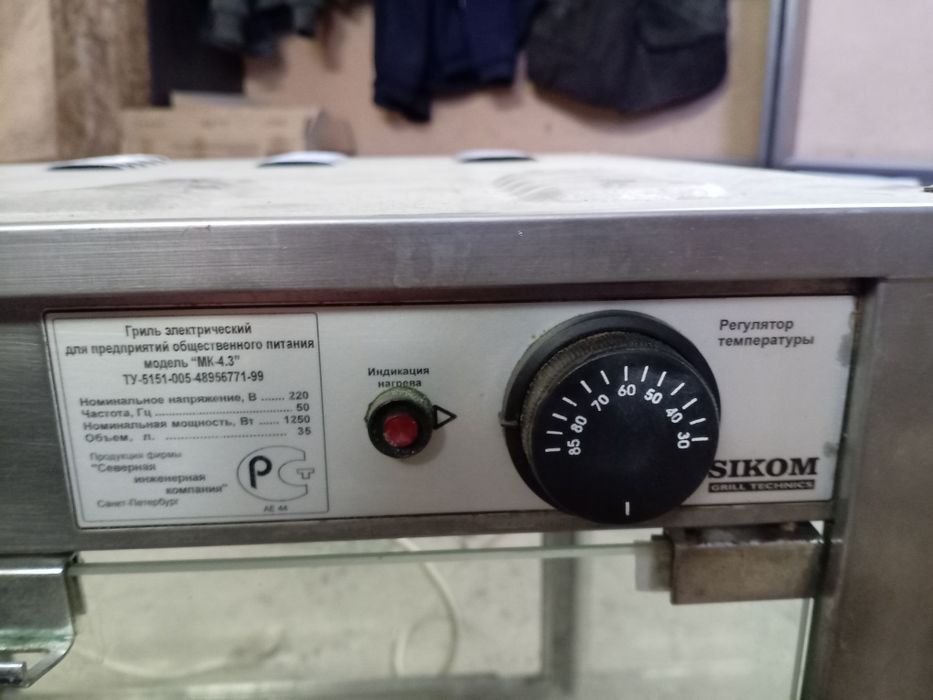 Гриль электрический
для предприятий общественного питания
модель "МК-4.3"
ТУ-5151-005-48956771-99
Номинальное напряжение, В ...... 220
Частота, Гц ............................... 50
Номинальная мощность, Вт ...... 1250
Объем, л. ............................ 35
Продукция фирмы
"Северная
инженерная
компания"
Санкт-Петербург
РСТ
АЕ 44
Индикация
нагрева
Регулятор
температуры
85 80 70 60 50 40 30
SIKOM
GRILL TECHNICS